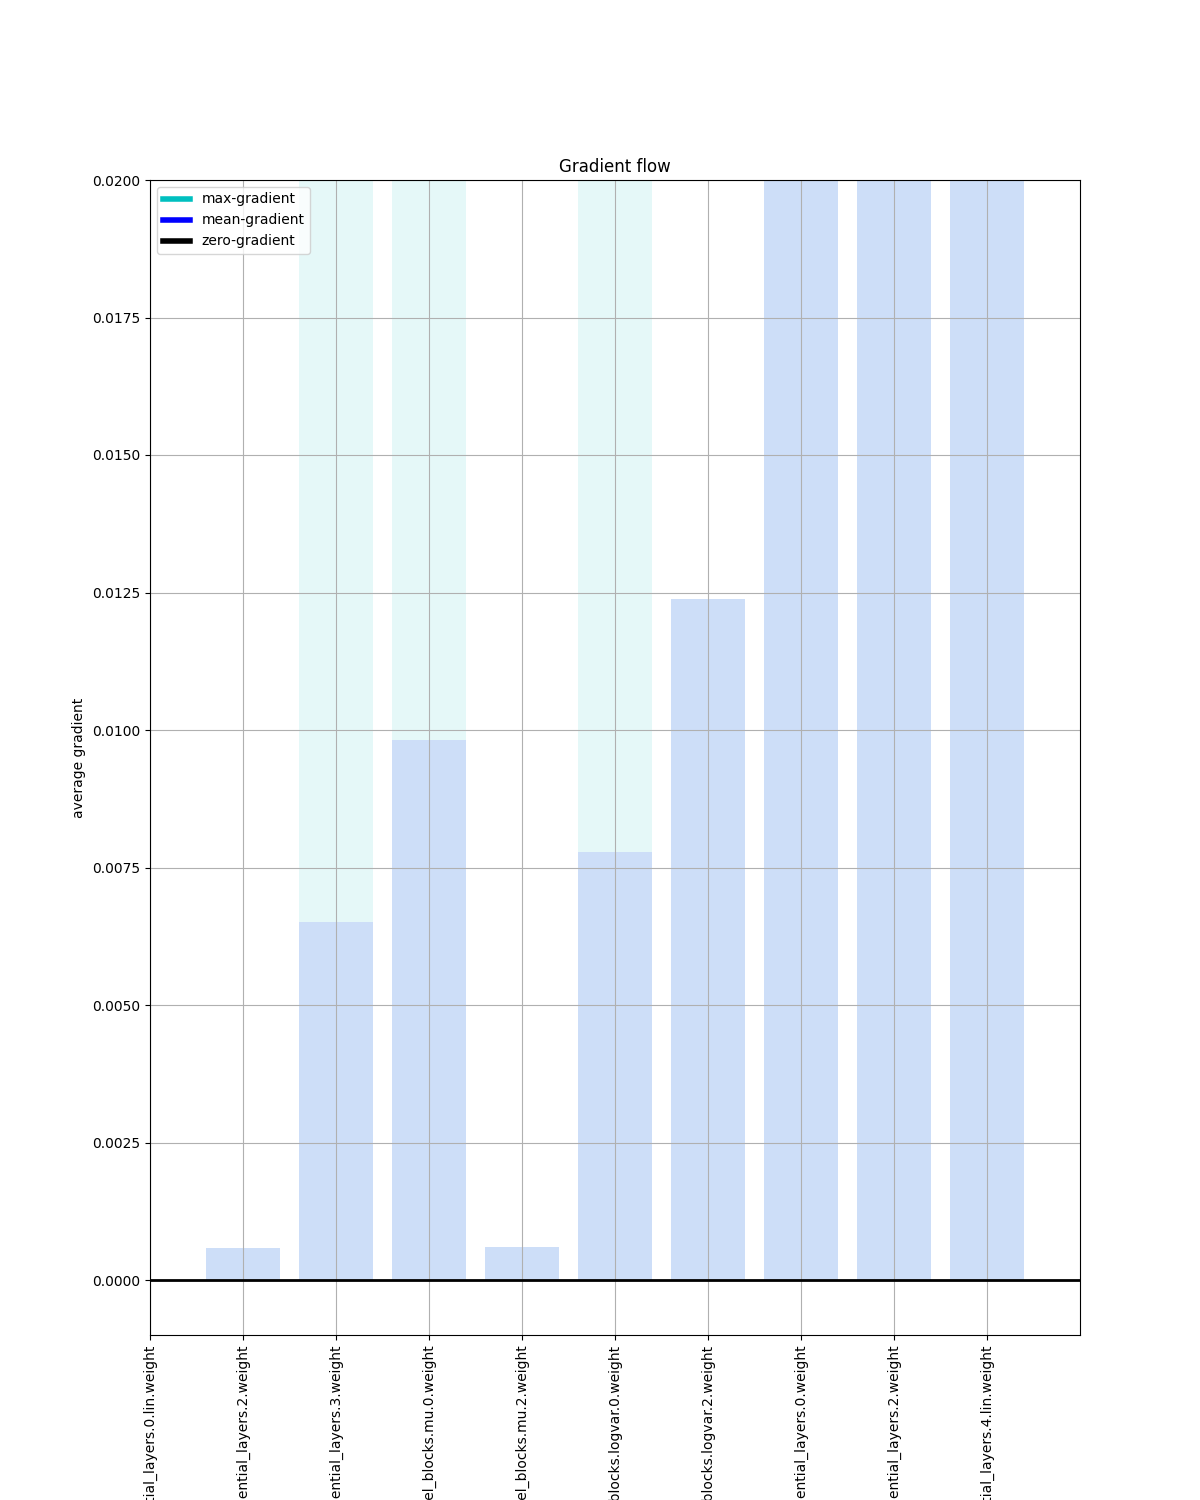 Gradient flow
max-gradient
mean-gradient
zero-gradient
0.0200
0.0175
0.0150
0.0125
0.0100
0.0075
0.0050
0.0025
0.0000
average gradient
tial_layers.0.lin.weight
ential_layers.2.weight
ential_layers.3.weight
el_blocks.mu.0.weight
el_blocks.mu.2.weight
blocks.logvar.0.weight
blocks.logvar.2.weight
ential_layers.0.weight
ential_layers.2.weight
tial_layers.4.lin.weight